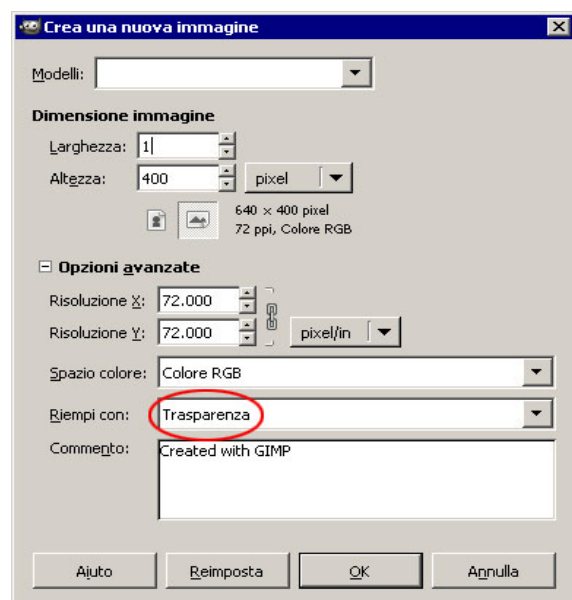 Crea una nuova immagine
Modelli:
Dimensione immagine
Larghezza: 1
Altezza: 400 pixel
640 × 400 pixel
72 ppi, Colore RGB
Opzioni avanzate
Risoluzione X: 72.000
Risoluzione Y: 72.000 pixel/in
Spazio colore: Colore RGB
Riempi con: Trasparenza
Commento: Created with GIMP
Aiuto Reimposta OK Annulla